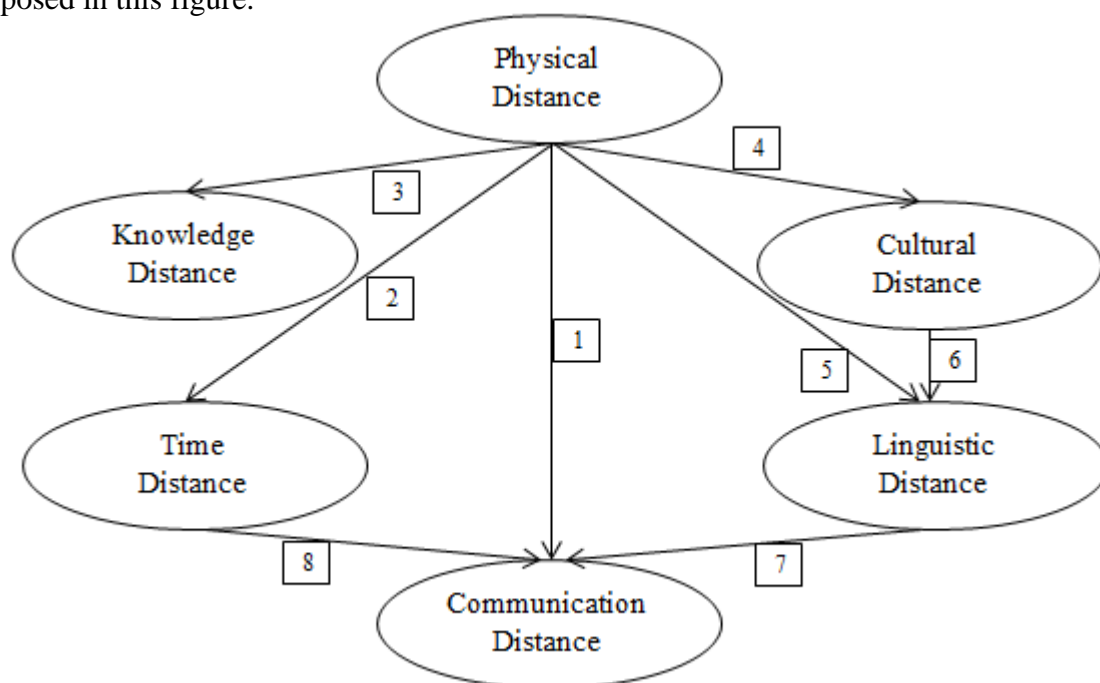 posed in this figure.
Physical
Distance
4
3
Knowledge
Distance
Cultural
Distance
2
1
5
6
Time
Distance
Linguistic
Distance
8
7
Communication
Distance